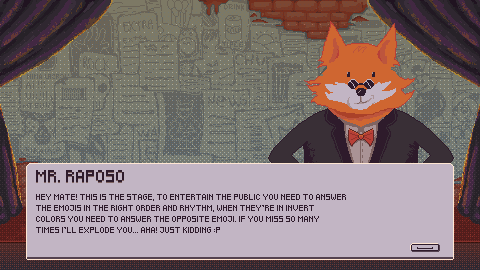 MR. RAPOSO
HEY MATE! THIS IS THE STAGE, TO ENTERTAIN THE PUBLIC YOU NEED TO ANSWER
THE EMOJIS IN THE RIGHT ORDER AND RHYTHM, WHEN THEY'RE IN INVERT
COLORS YOU NEED TO ANSWER THE OPPOSITE EMOJI. IF YOU MISS SO MANY
TIMES I'LL EXPLODE YOU... AHA! JUST KIDDING :P